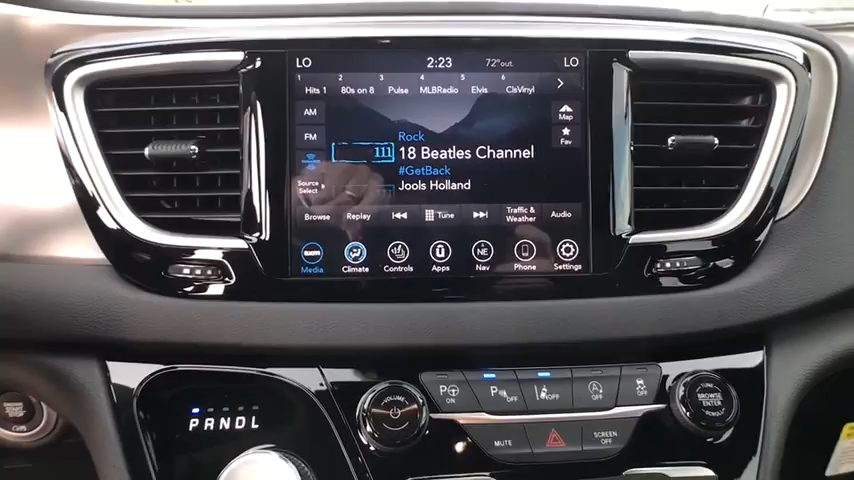 LO 2:23 72°out. LO
1 2 3 4 5 6
Hits 1 80s on 8 Pulse MLBRadio Elvis ClsVinyl
AM
Map
FM
Fav
Rock
111 18 Beatles Channel
#GetBack
Source
Select
Jools Holland
Browse Replay Tune Traffic &
Weather Audio
SXM NE
Media Climate Controls Apps Nav Phone Settings
START
PRNDL
VOLUME
P ON
P OFF
OFF
A OFF
OFF
MUTE
SCREEN
OFF
TUNE
BROWSE
ENTER
SCROLL